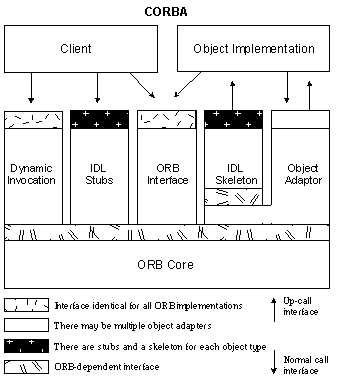 CORBA
Client
Object Implementation
Dynamic
Invocation
IDL
Stubs
ORB
Interface
IDL
Skeleton
Object
Adaptor
ORB Core
Interface identical for all ORB implementations
There may be multiple object adapters
There are stubs and a skeleton for each object type
ORB-dependent interface
Up-call
interface
Normal call
interface